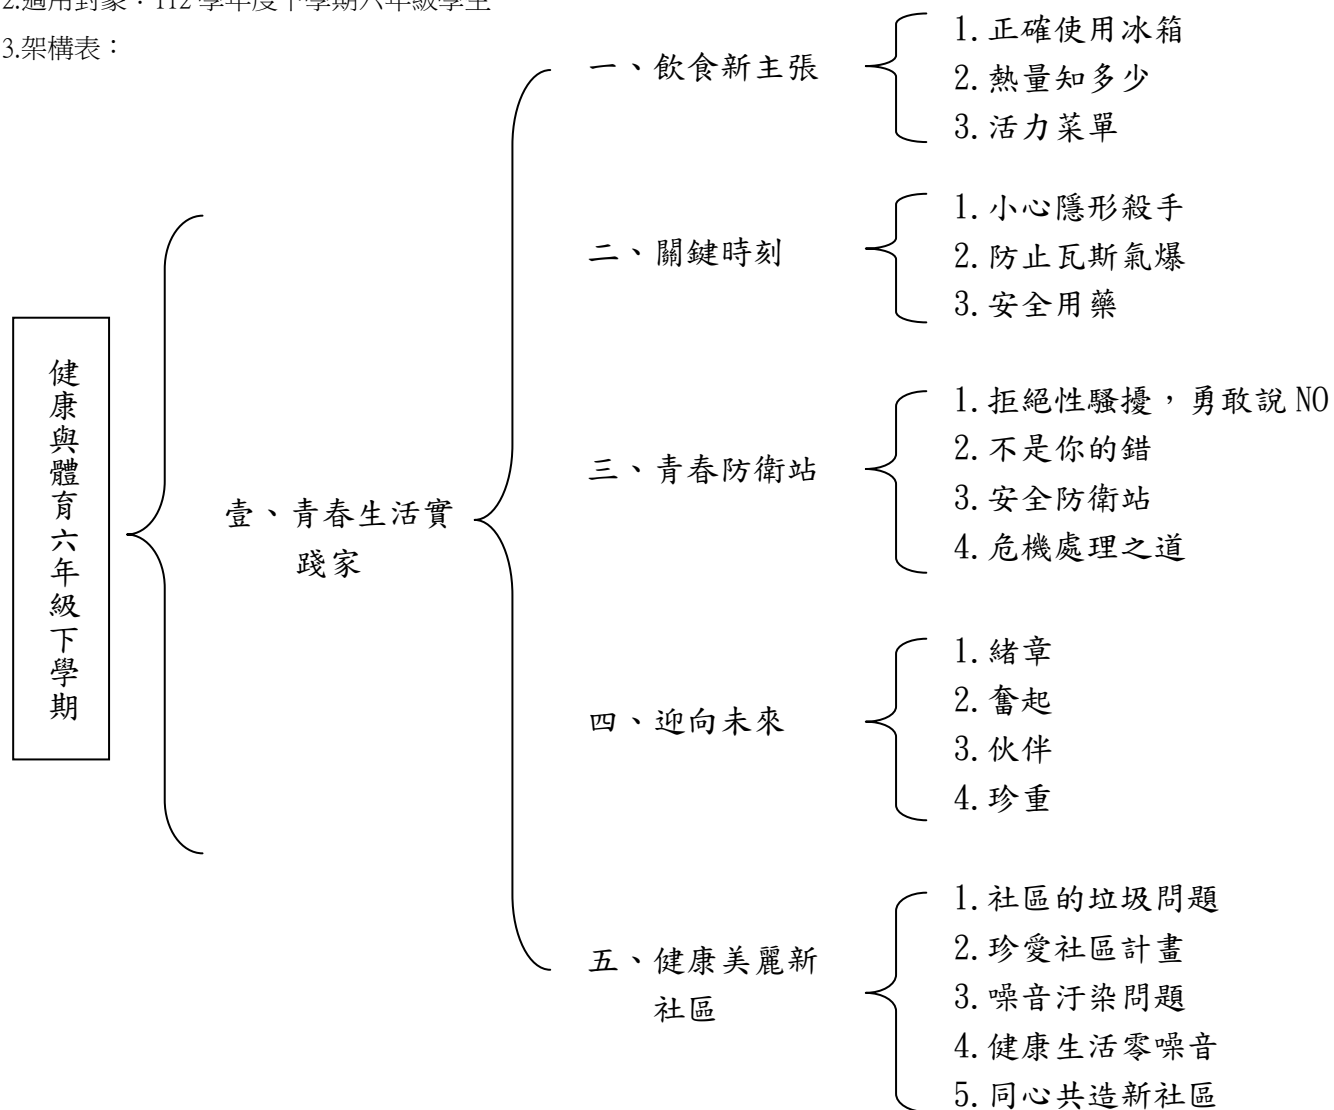 2.適用對象：112 學年度下學期六年級學生
3.架構表：
健康與體育六年級下學期
壹、青春生活實
踐家
一、飲食新主張
1.正確使用冰箱
2.熱量知多少
3.活力菜單
二、關鍵時刻
1.小心隱形殺手
2.防止瓦斯氣爆
3.安全用藥
三、青春防衛站
1.拒絕性騷擾，勇敢說 NO
2.不是你的錯
3.安全防衛站
4.危機處理之道
四、迎向未來
1.緒章
2.奮起
3.伙伴
4.珍重
五、健康美麗新
社區
1.社區的垃圾問題
2.珍愛社區計畫
3.噪音汙染問題
4.健康生活零噪音
5.同心共造新社區